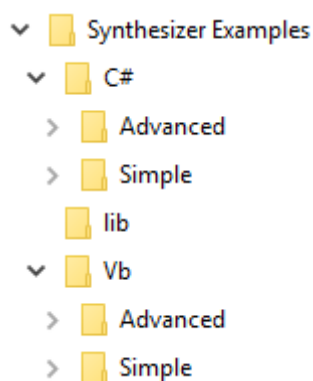 Synthesizer Examples
C#
Advanced
Simple
lib
Vb
Advanced
Simple